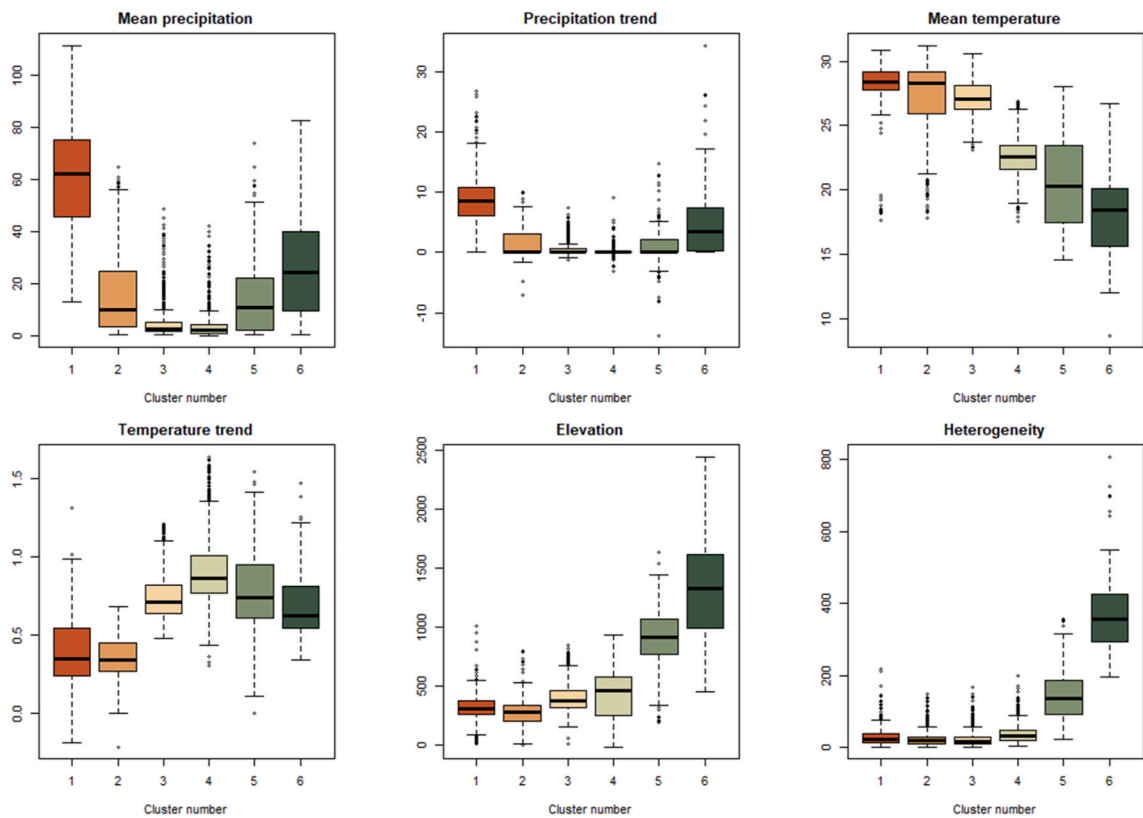 Mean precipitation
Precipitation trend
Mean temperature
100
80
60
40
20
0
30
20
10
0
-10
30
25
20
15
10
1 2 3 4 5 6
1 2 3 4 5 6
1 2 3 4 5 6
Cluster number
Cluster number
Cluster number
Temperature trend
Elevation
Heterogeneity
1.5
1.0
0.5
0.0
2500
2000
1500
1000
500
0
800
600
400
200
0
1 2 3 4 5 6
1 2 3 4 5 6
1 2 3 4 5 6
Cluster number
Cluster number
Cluster number